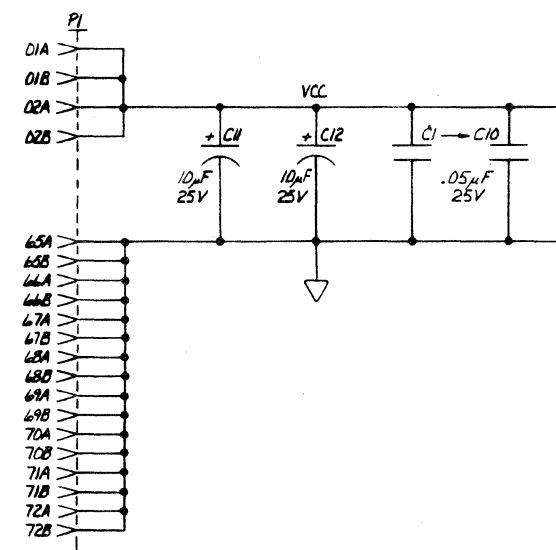 P1
01A
01B
02A
02B
VCC
+ C11
10µF
25V
+ C12
10µF
25V
C1 → C10
.05µF
25V
65A
65B
66A
66B
67A
67B
68A
68B
69A
69B
70A
70B
71A
71B
72A
72B